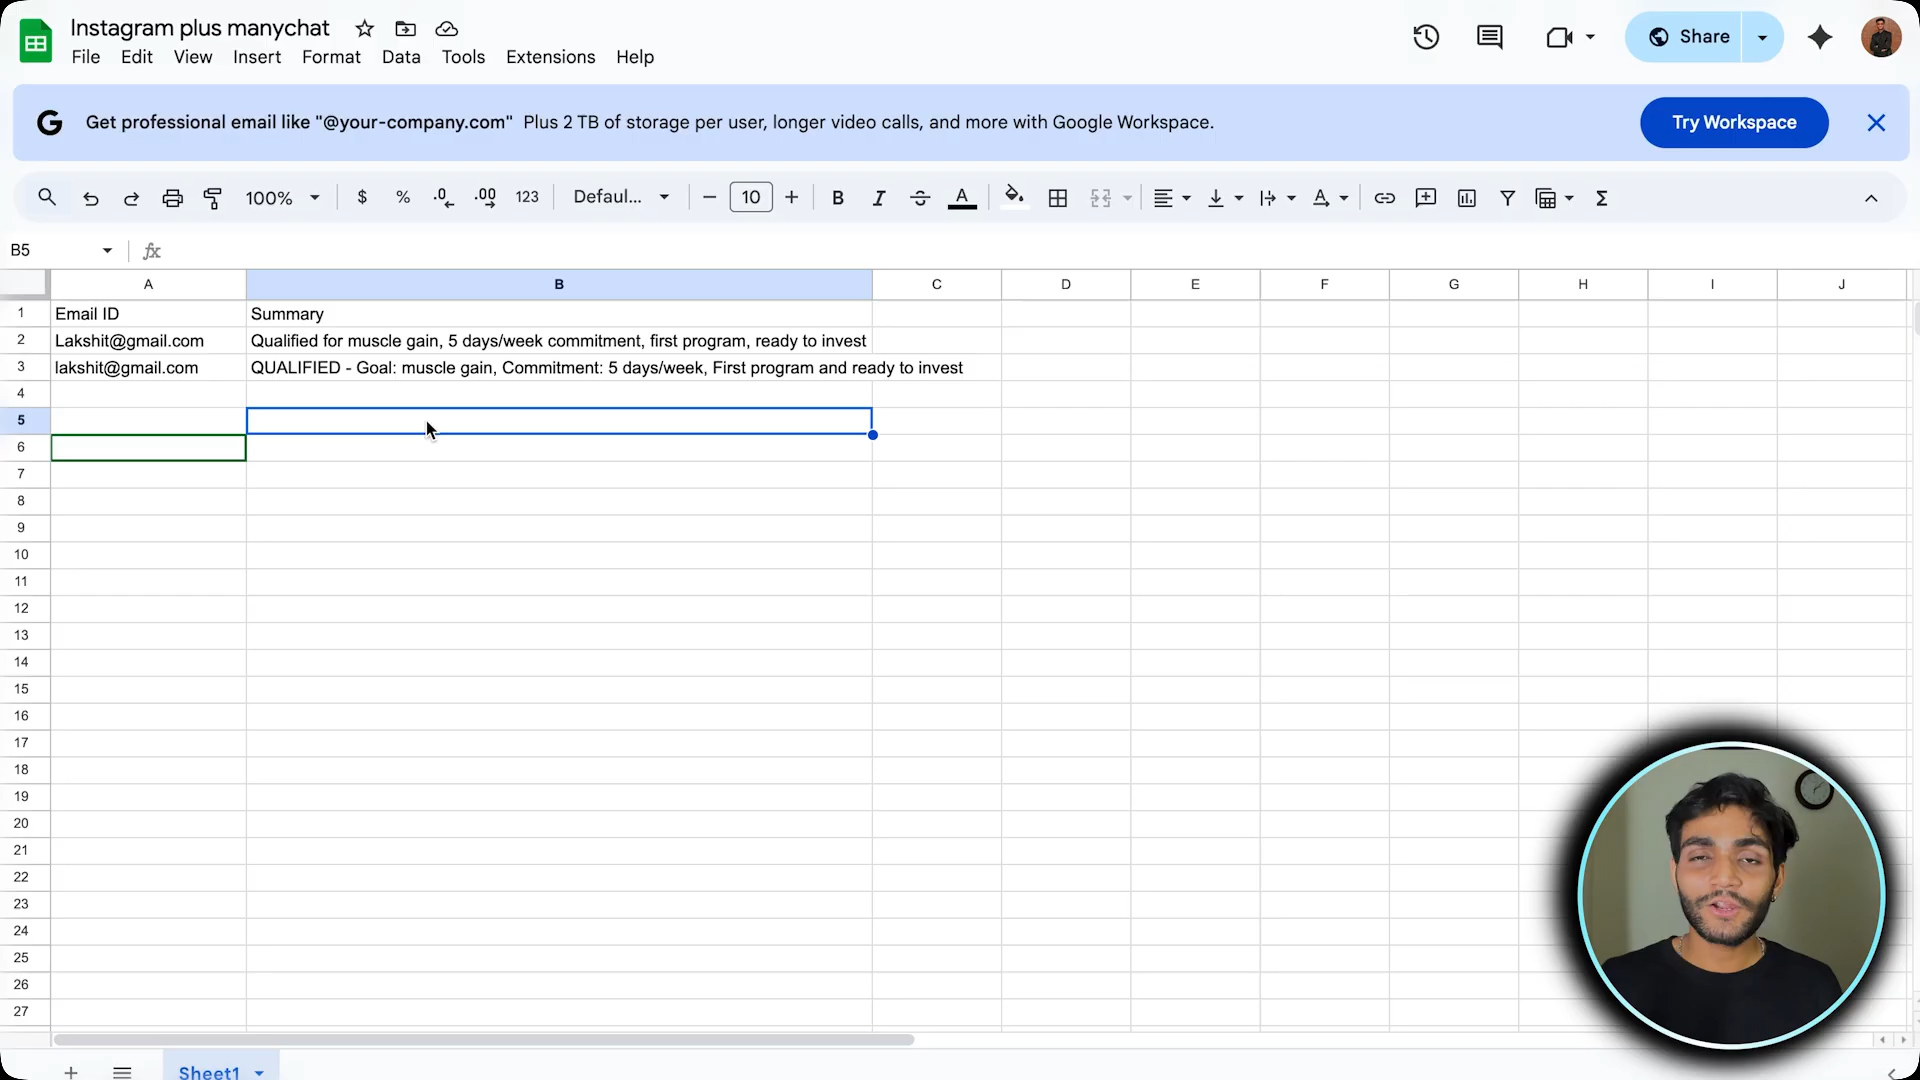 Instagram plus manychat
Share
File Edit View Insert Format Data Tools Extensions Help
Get professional email like "@your-company.com" Plus 2 TB of storage per user, longer video calls, and more with Google Workspace.
Try Workspace
100% $ % .0 .00 123 Defaul... 10 B I A
B5 fx
A B C D E F G H I J
1 Email ID Summary
2 Lakshit@gmail.com Qualified for muscle gain, 5 days/week commitment, first program, ready to invest
3 lakshit@gmail.com QUALIFIED - Goal: muscle gain, Commitment: 5 days/week, First program and ready to invest
4
5
6
7
8
9
10
11
12
13
14
15
16
17
18
19
20
21
22
23
24
25
26
27
Sheet1